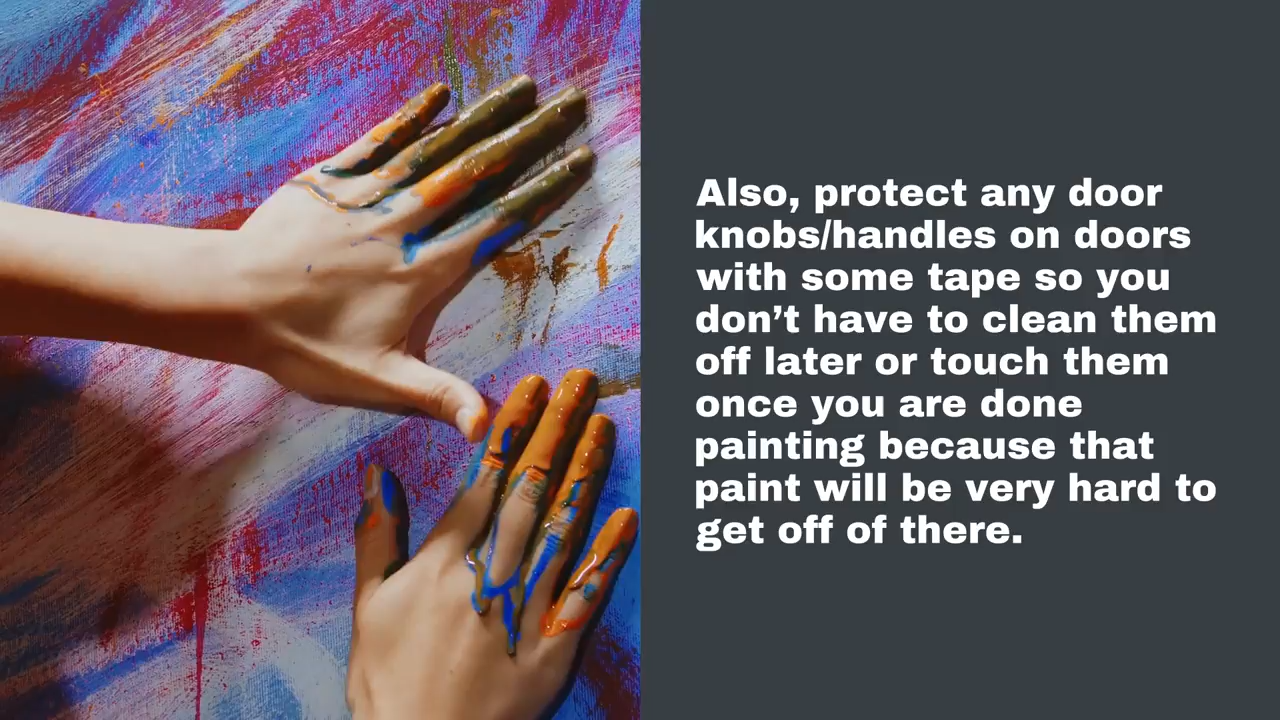 Also, protect any door
knobs/handles on doors
with some tape so you
don’t have to clean them
off later or touch them
once you are done
painting because that
paint will be very hard to
get off of there.